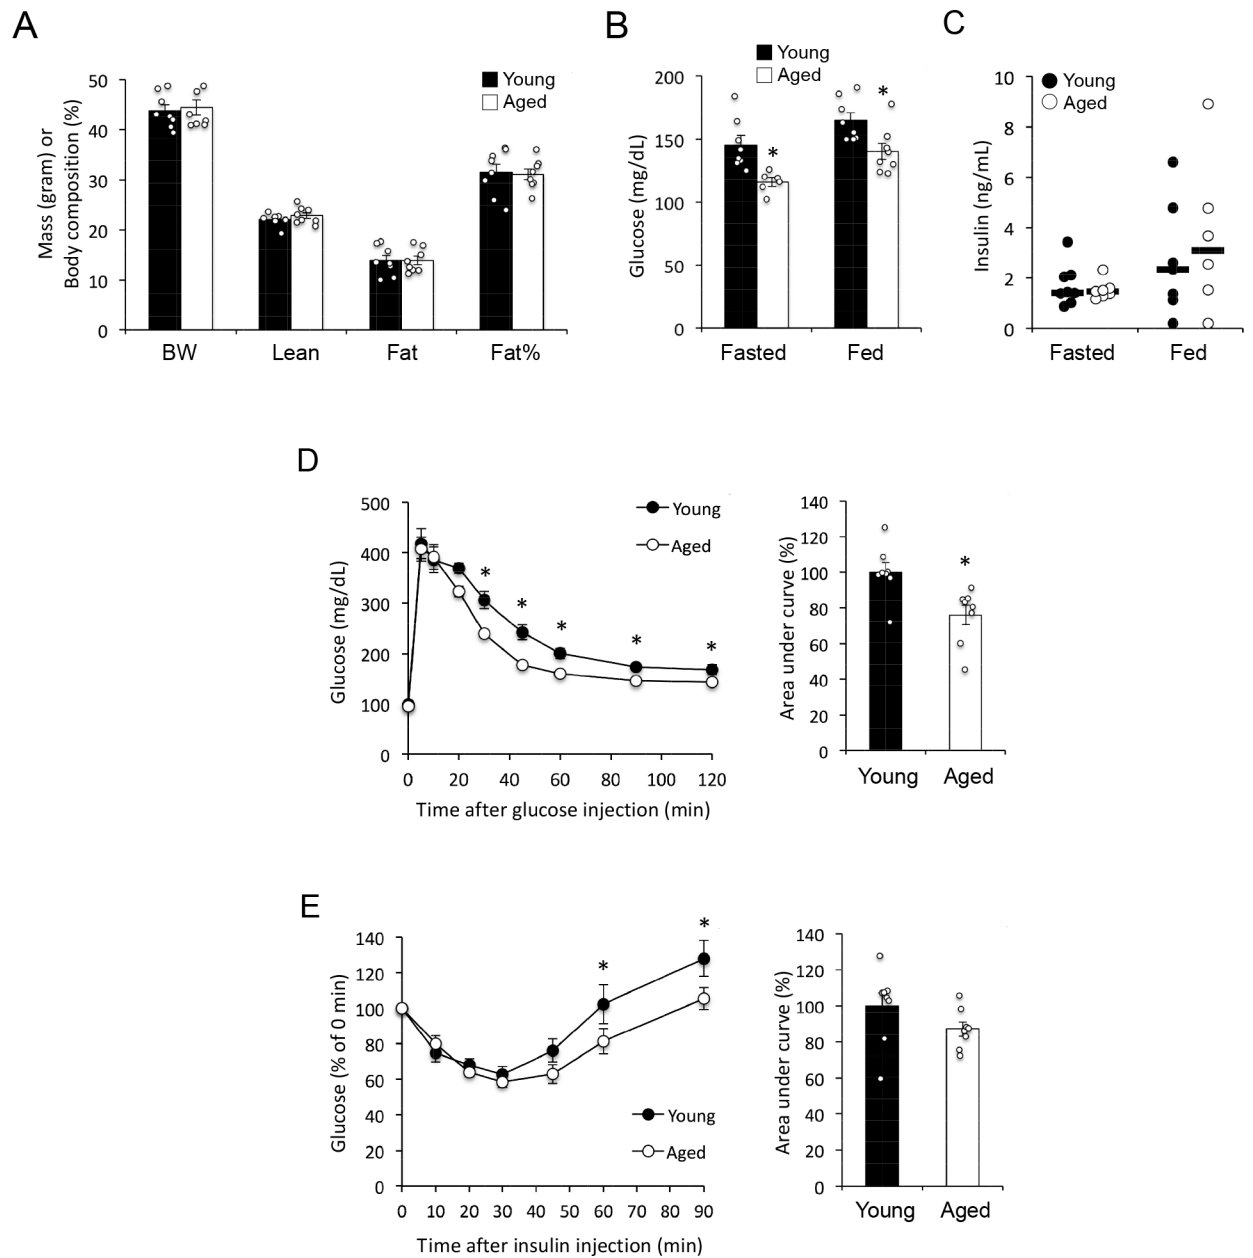 A
Mass (gram) or
Body composition (%)
50
40
30
20
10
0
Young
Aged
BW Lean Fat Fat%
B
Glucose (mg/dL)
200
150
100
50
0
Young
Aged
*
*
Fasted Fed
C
Insulin (ng/mL)
10
8
6
4
2
0
Young
Aged
Fasted Fed
D
Glucose (mg/dL)
500
400
300
200
100
0
Young
Aged
* * * * *
0 20 40 60 80 100 120
Time after glucose injection (min)
Area under curve (%)
140
120
100
80
60
40
20
0
*
Young Aged
E
Glucose (% of 0 min)
140
120
100
80
60
40
20
0
* *
Young
Aged
0 10 20 30 40 50 60 70 80 90
Time after insulin injection (min)
Area under curve (%)
140
120
100
80
60
40
20
0
Young Aged